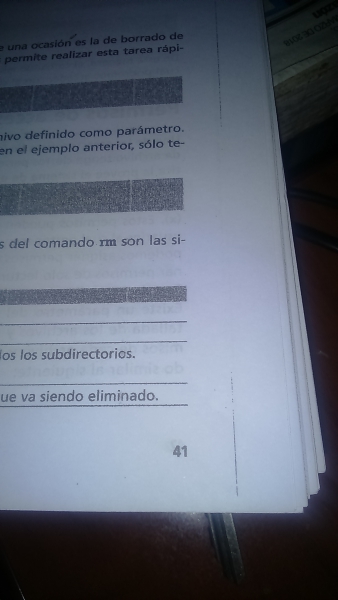 e una ocasión es la de borrado de
permite realizar esta tarea rápi-
ivo definido como parámetro.
en el ejemplo anterior, sólo te-
s del comando rm son las si-
los los subdirectorios.
ue va siendo eliminado.
41